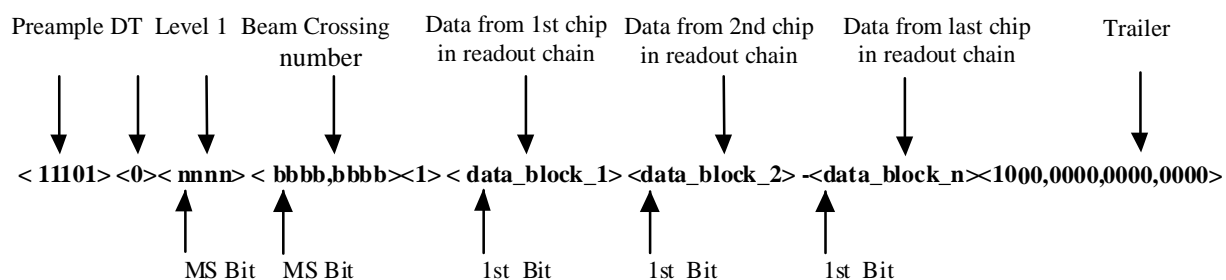 Preample DT Level 1 Beam Crossing number Data from 1st chip in readout chain Data from 2nd chip in readout chain Data from last chip in readout chain Trailer
< 11101> <0>< nnnn> < bbbb,bbbb><1> < data_block_1> <data_block_2> -<data_block_n><1000,0000,0000,0000>
MS Bit MS Bit 1st Bit 1st Bit 1st Bit